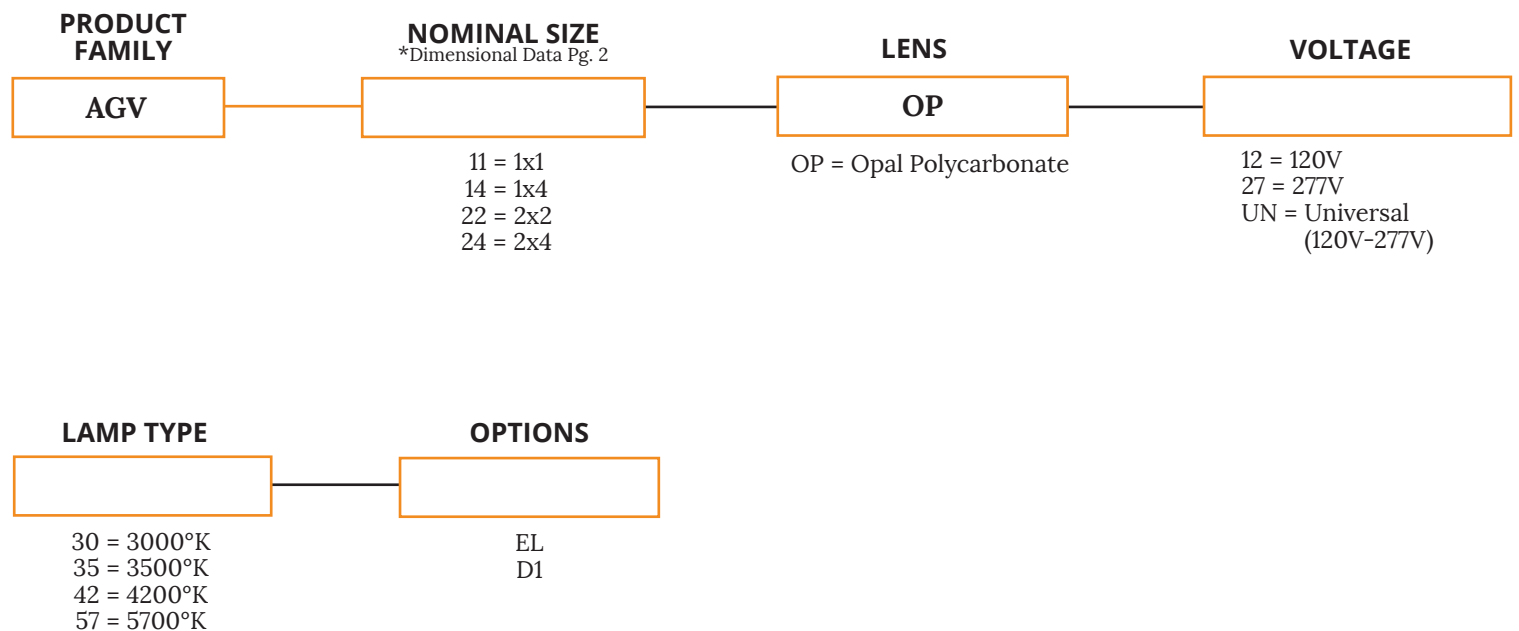 PRODUCT
FAMILY
AGV
NOMINAL SIZE
*Dimensional Data Pg. 2
11 = 1x1
14 = 1x4
22 = 2x2
24 = 2x4
LENS
OP
OP = Opal Polycarbonate
VOLTAGE
12 = 120V
27 = 277V
UN = Universal
(120V-277V)
LAMP TYPE
30 = 3000°K
35 = 3500°K
42 = 4200°K
57 = 5700°K
OPTIONS
EL
D1